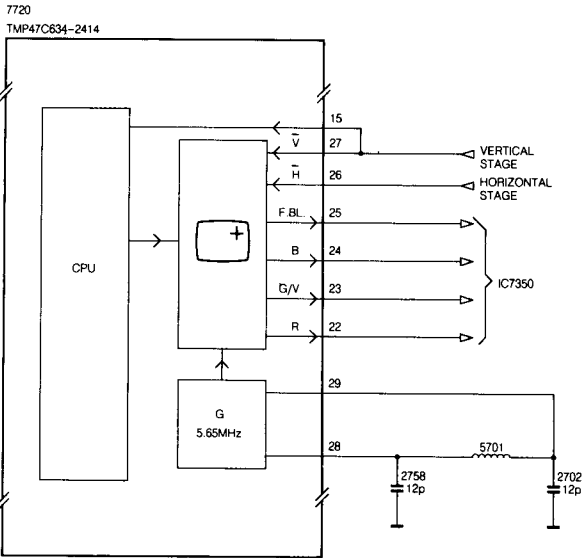 7720
TMP47C634-2414
15
V
27
VERTICAL
STAGE
H
26
HORIZONTAL
STAGE
F.BL.
25
B
24
CPU
IC7350
G/V
23
R
22
29
G
5.65MHz
28
5701
2758
12p
2702
12p